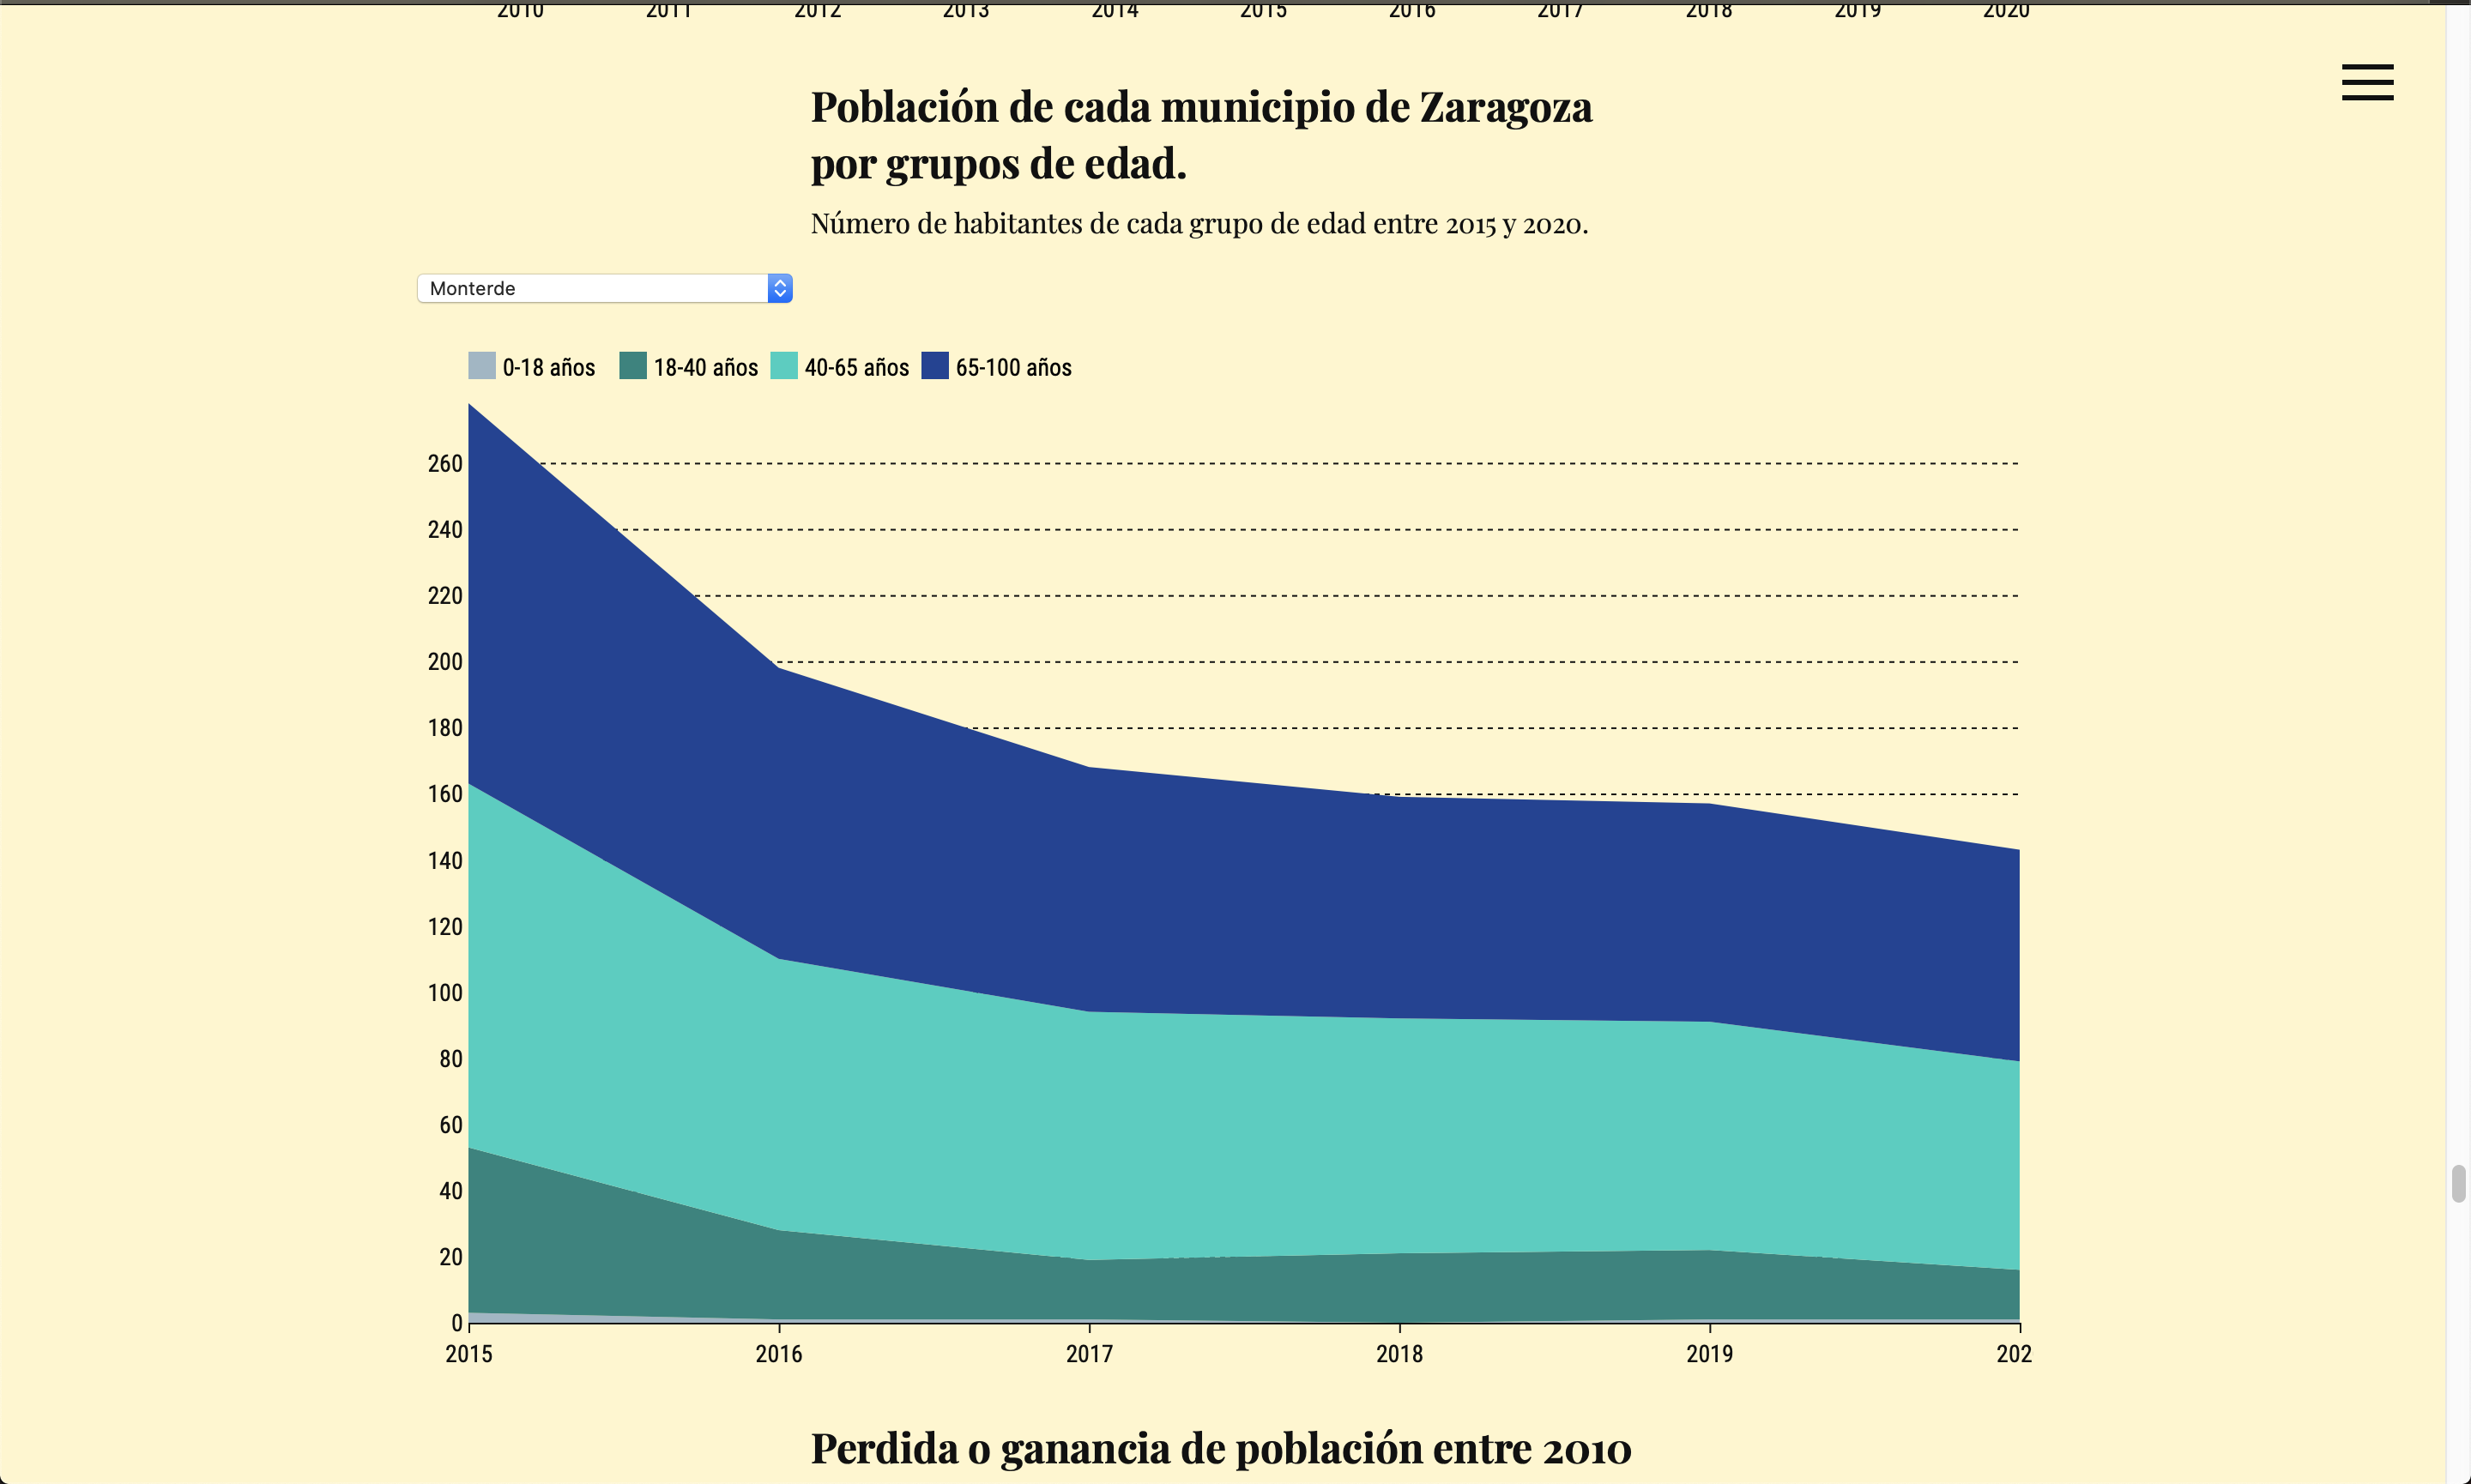 2010 2011 2012 2013 2014 2015 2016 2017 2018 2019 2020
Población de cada municipio de Zaragoza
por grupos de edad.
Número de habitantes de cada grupo de edad entre 2015 y 2020.
Monterde
0-18 años 18-40 años 40-65 años 65-100 años
260
240
220
200
180
160
140
120
100
80
60
40
20
0
2015 2016 2017 2018 2019 202
Perdida o ganancia de población entre 2010